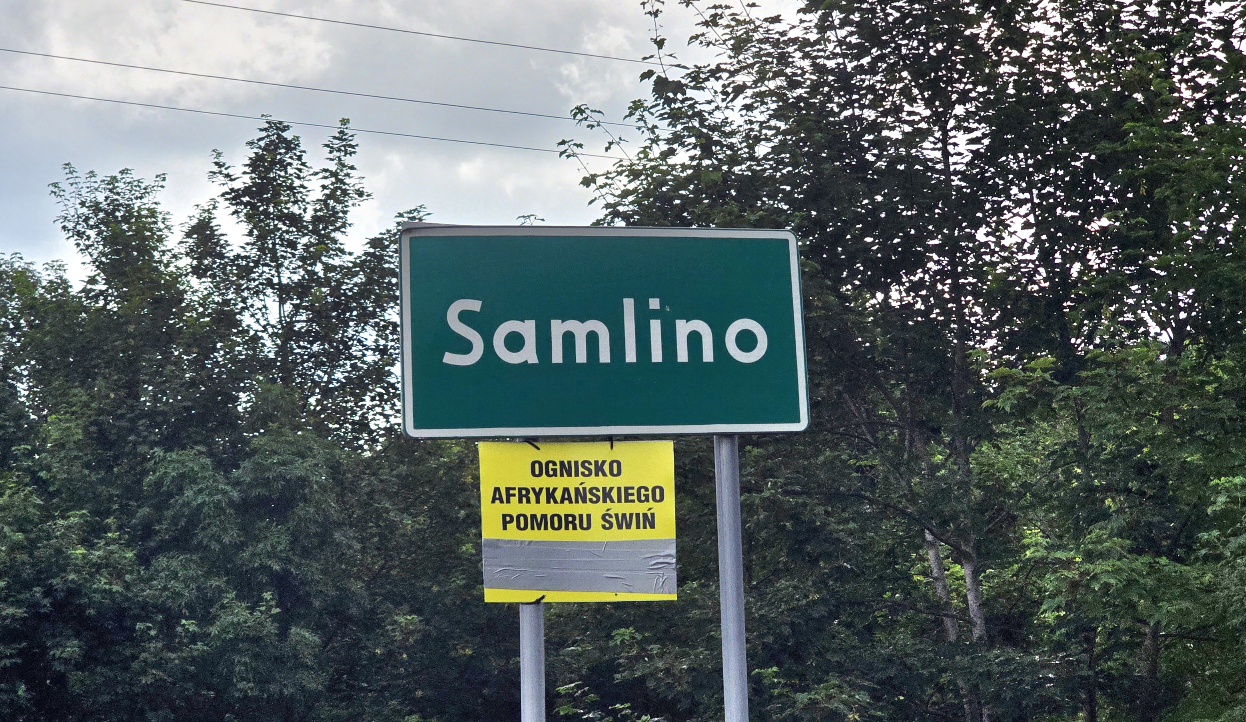 Samlino
OGNISKO
AFRYKAŃSKIEGO
POMORU ŚWIŃ